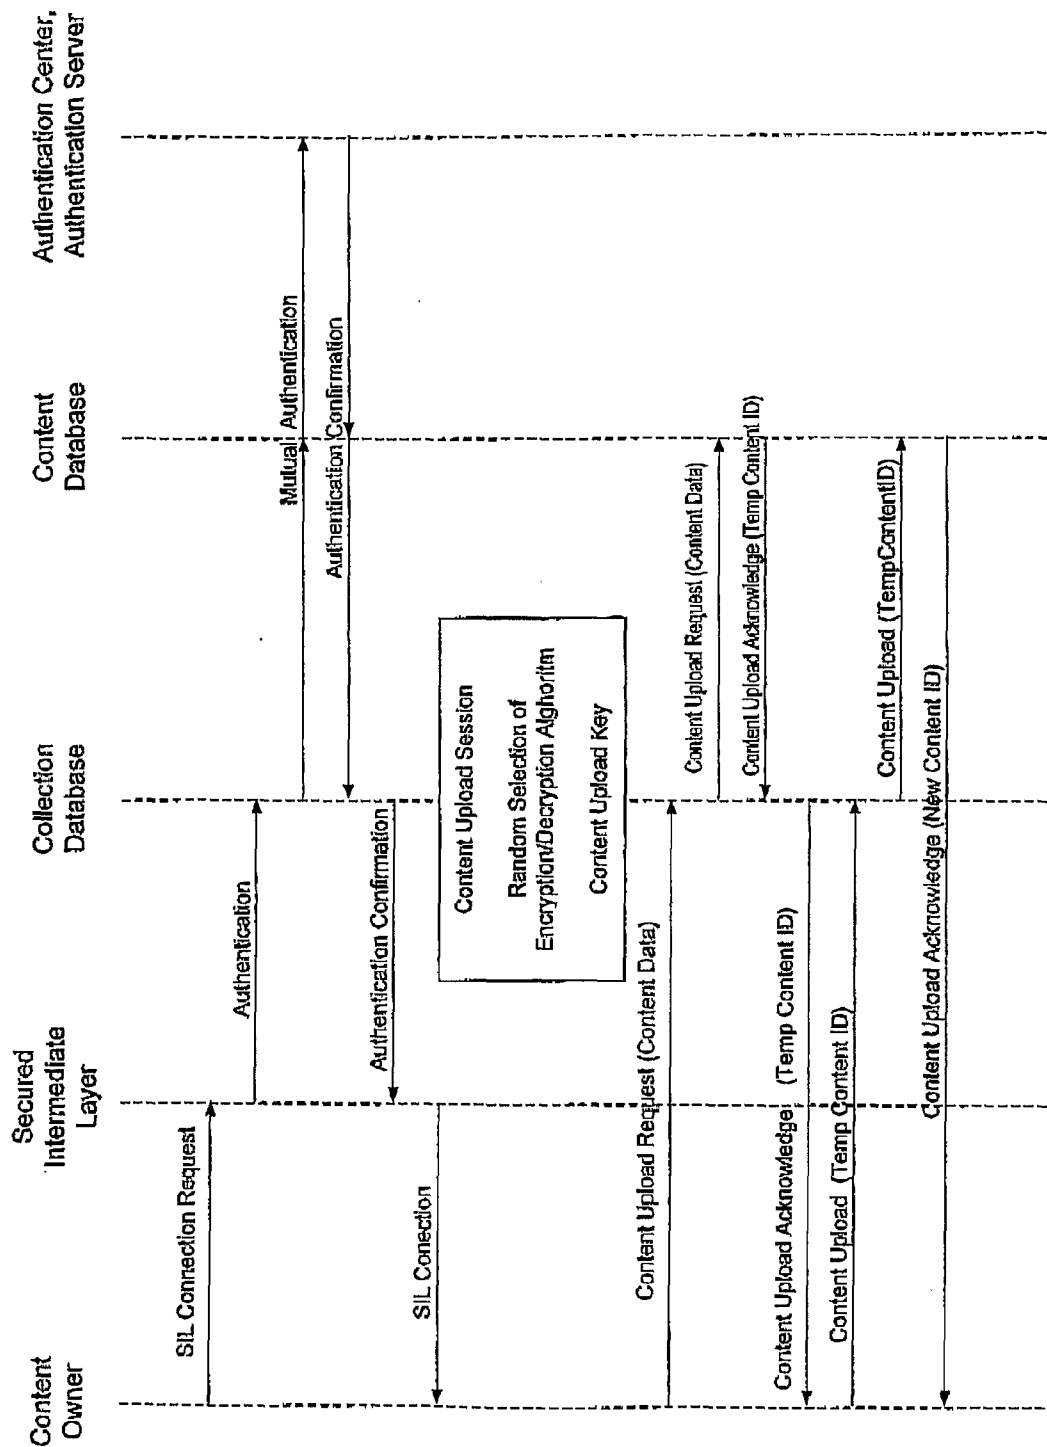 Content
Owner
Secured
Intermediate
Layer
Collection
Database
Content
Database
Authentication Center,
Authentication Server
SIL Connection Request
Authentication
Mutual Authentication
Authentication Confirmation
Authentication Confirmation
SIL Conection
Content Upload Session
Random Selection of
Encryption/Decryption Alghoritm
Content Upload Key
Content Upload Request (Content Data)
Content Upload Request (Content Data)
Content Upload Acknowledge (Temp Content ID)
Content Upload Acknowledge (Temp Content ID)
Content Upload (Temp Content ID)
Content Upload (TempContentID)
Content Upload Acknowledge (New Content ID)